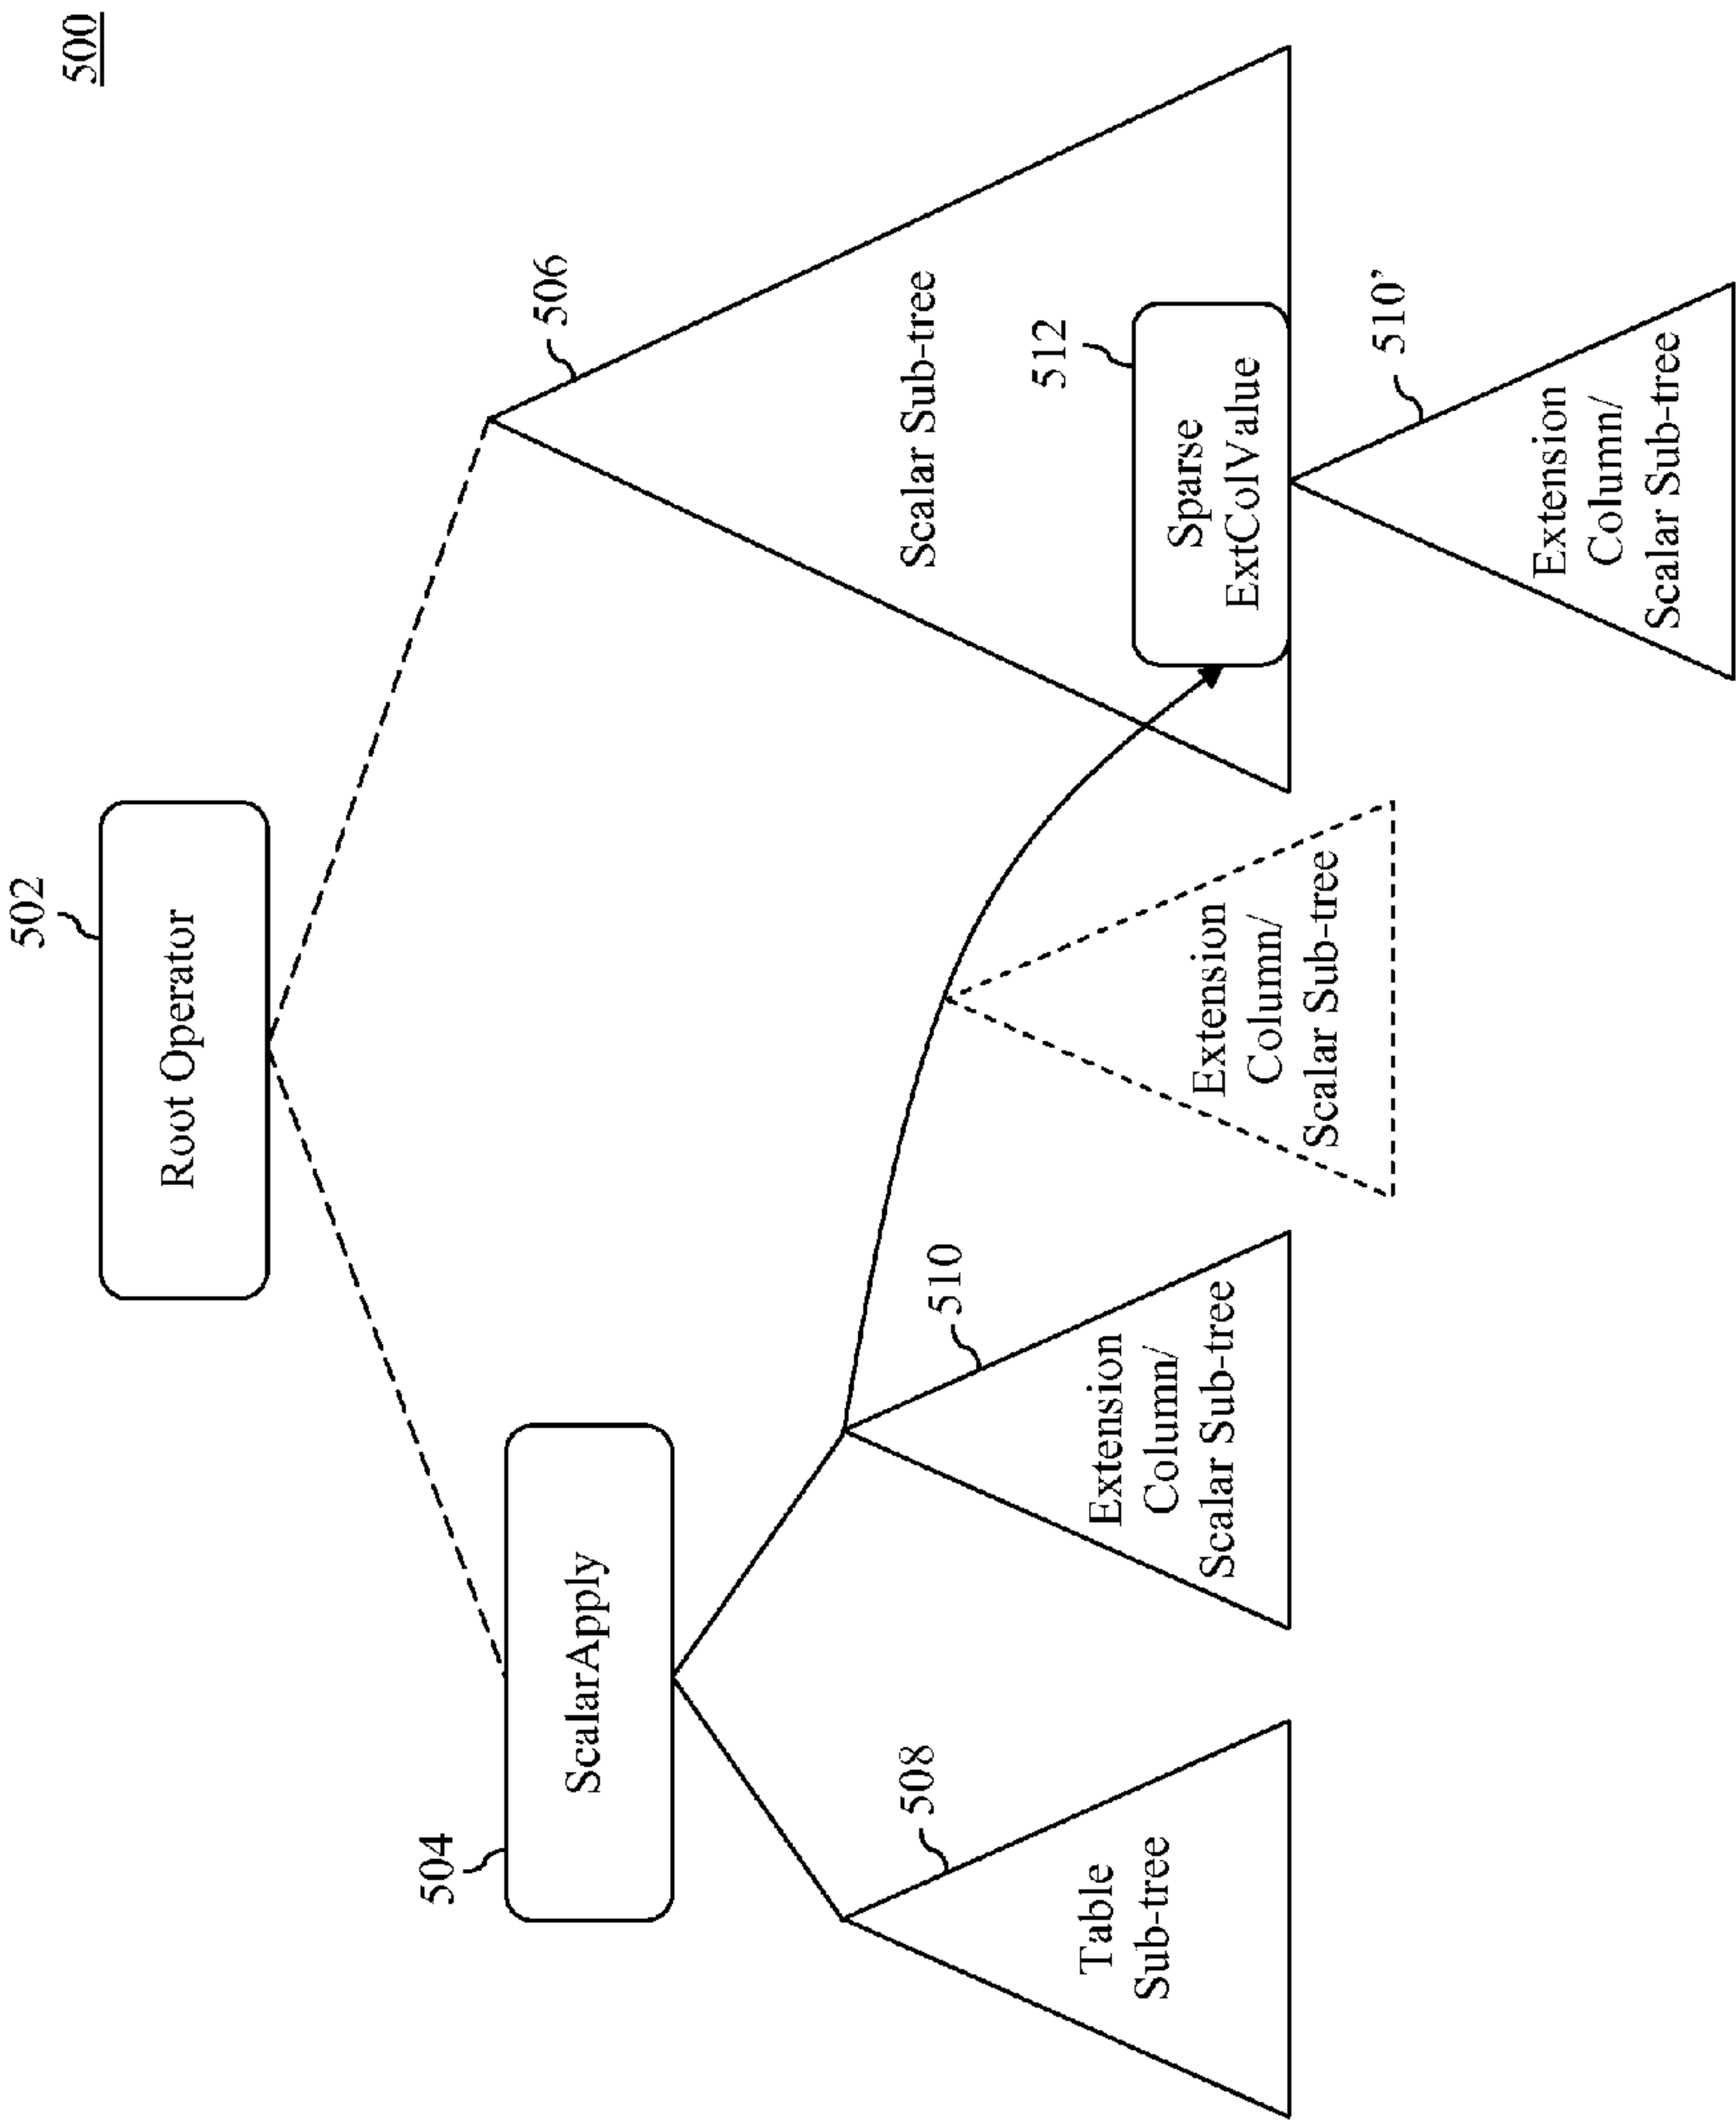 500
502
Root Operator
504
ScalarApply
506
Scalar Sub-tree
508
Table
Sub-tree
510
Extension
Column/
Scalar Sub-tree
Extension
Column/
Scalar Sub-tree
512
Sparse
ExtColValue
510’
Extension
Column/
Scalar Sub-tree